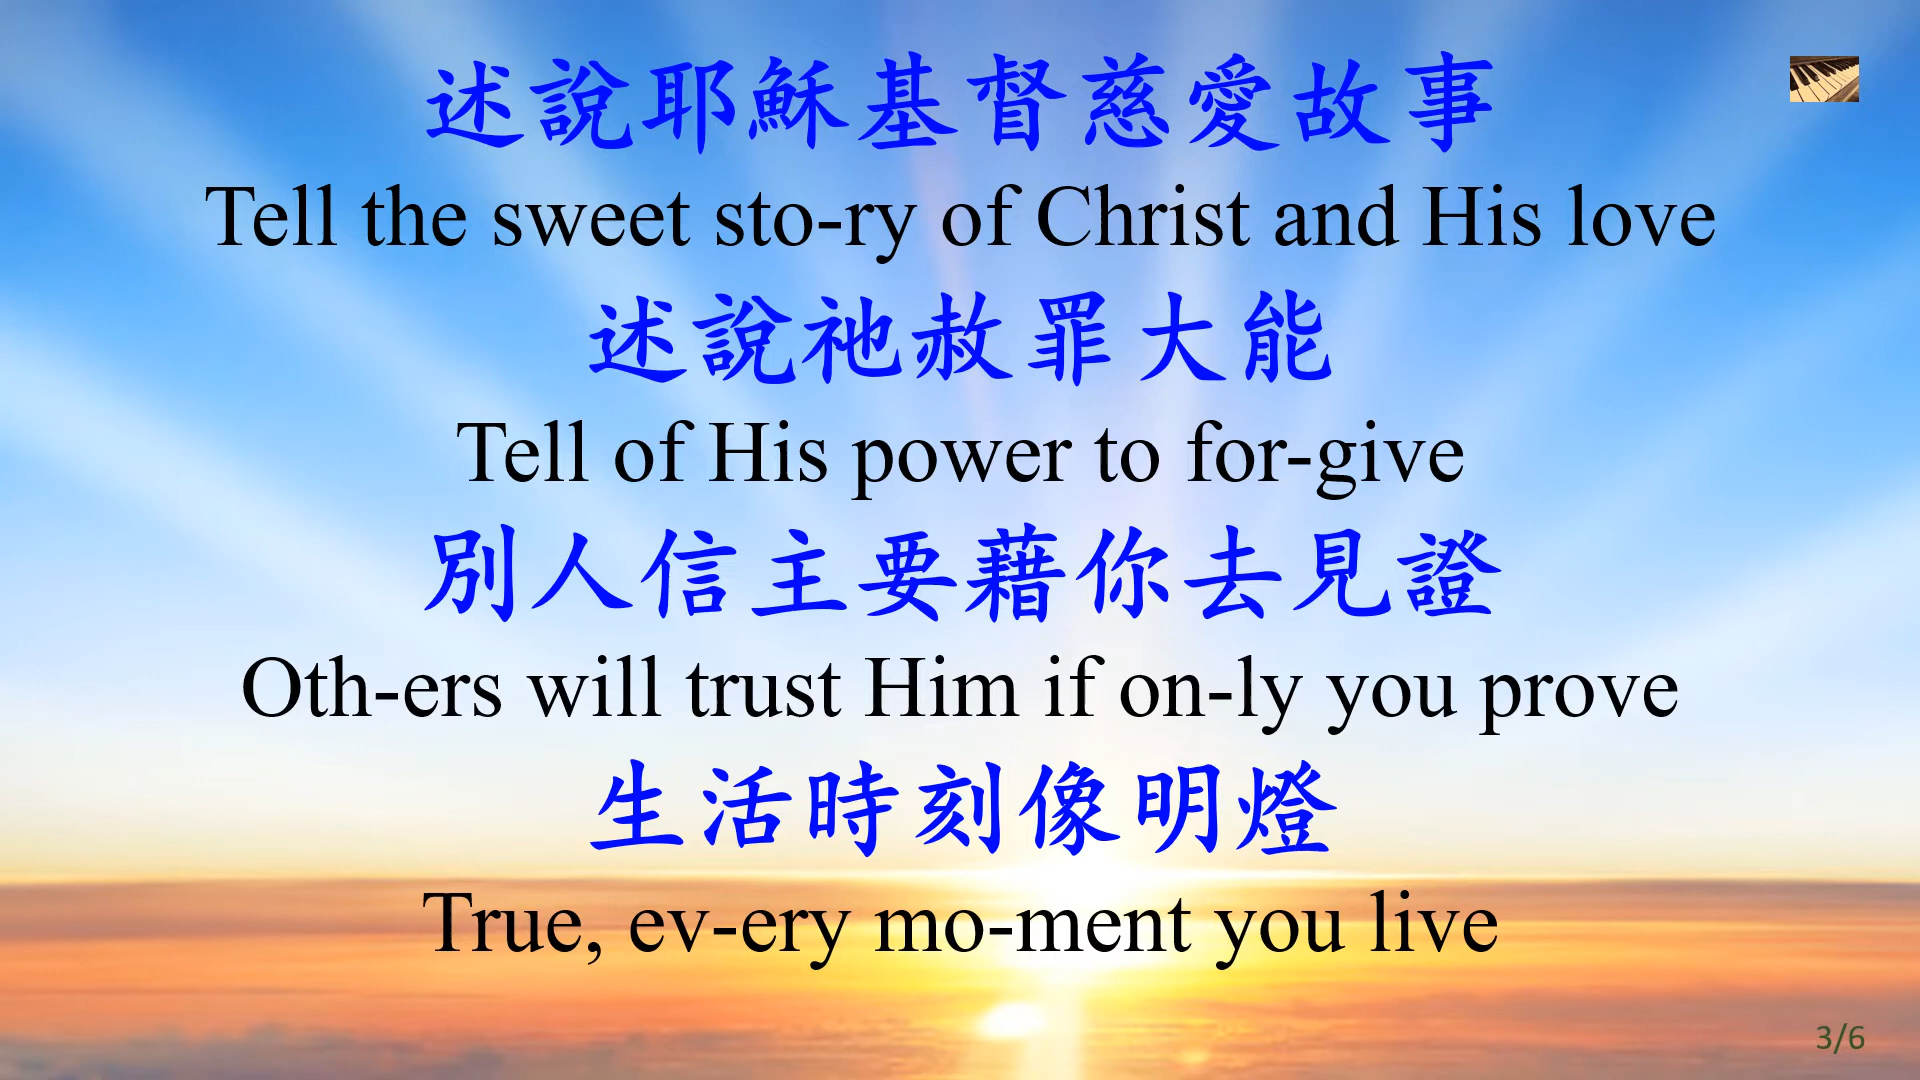 述說耶穌基督慈愛故事
Tell the sweet sto-ry of Christ and His love
述說祂赦罪大能
Tell of His power to for-give
別人信主要藉你去見證
Oth-ers will trust Him if on-ly you prove
生活時刻像明燈
True, ev-ery mo-ment you live
3/6